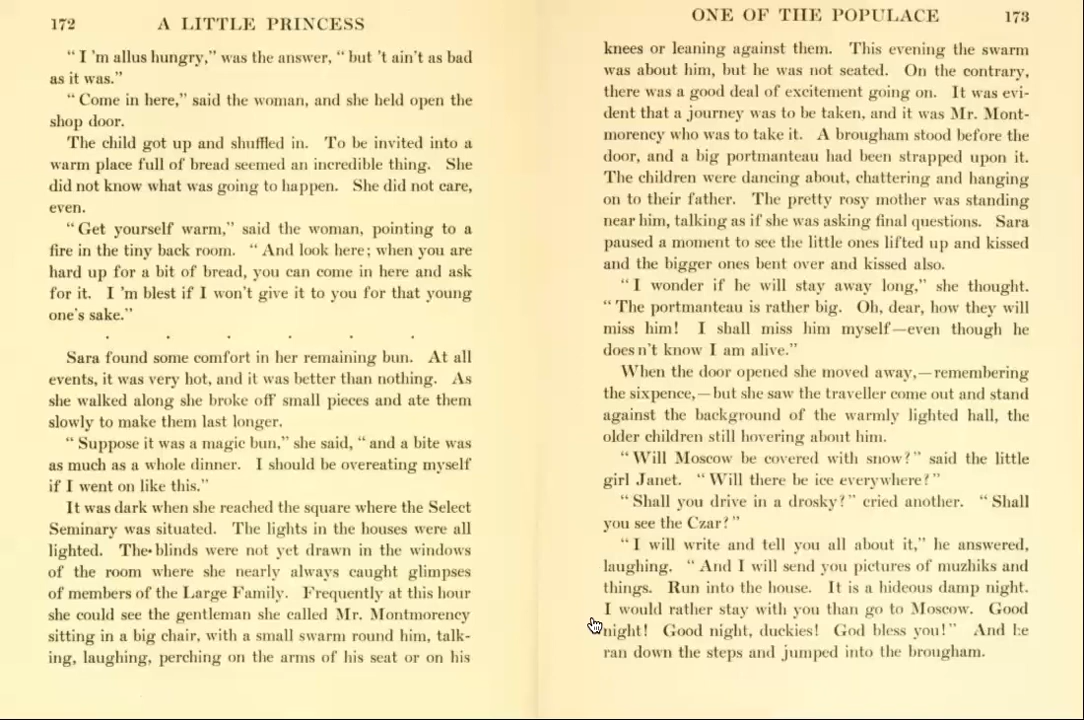 172 A LITTLE PRINCESS
“ I ’m allus hungry,” was the answer, “ but ’t ain't as bad
as it was.”
“ Come in here,” said the woman, and she held open the
shop door.
The child got up and shuffled in. To be invited into a
warm place full of bread seemed an incredible thing. She
did not know what was going to happen. She did not care,
even.
“ Get yourself warm,” said the woman, pointing to a
fire in the tiny back room. “ And look here; when you are
hard up for a bit of bread, you can come in here and ask
for it. I ’m blest if I won’t give it to you for that young
one’s sake.”
. . . . . .
Sara found some comfort in her remaining bun. At all
events, it was very hot, and it was better than nothing. As
she walked along she broke off small pieces and ate them
slowly to make them last longer.
“ Suppose it was a magic bun,” she said, “ and a bite was
as much as a whole dinner. I should be overeating myself
if I went on like this.”
It was dark when she reached the square where the Select
Seminary was situated. The lights in the houses were all
lighted. The blinds were not yet drawn in the windows
of the room where she nearly always caught glimpses
of members of the Large Family. Frequently at this hour
she could see the gentleman she called Mr. Montmorency
sitting in a big chair, with a small swarm round him, talk-
ing, laughing, perching on the arms of his seat or on his
ONE OF THE POPULACE 173
knees or leaning against them. This evening the swarm
was about him, but he was not seated. On the contrary,
there was a good deal of excitement going on. It was evi-
dent that a journey was to be taken, and it was Mr. Mont-
morency who was to take it. A brougham stood before the
door, and a big portmanteau had been strapped upon it.
The children were dancing about, chattering and hanging
on to their father. The pretty rosy mother was standing
near him, talking as if she was asking final questions. Sara
paused a moment to see the little ones lifted up and kissed
and the bigger ones bent over and kissed also.
“ I wonder if he will stay away long,” she thought.
“ The portmanteau is rather big. Oh, dear, how they will
miss him! I shall miss him myself—even though he
does n’t know I am alive.”
When the door opened she moved away,—remembering
the sixpence,—but she saw the traveller come out and stand
against the background of the warmly lighted hall, the
older children still hovering about him.
“ Will Moscow be covered with snow? ” said the little
girl Janet. “ Will there be ice everywhere? ”
“ Shall you drive in a drosky? ” cried another. “ Shall
you see the Czar? ”
“ I will write and tell you all about it,” he answered,
laughing. “ And I will send you pictures of muzhiks and
things. Run into the house. It is a hideous damp night.
I would rather stay with you than go to Moscow. Good
night! Good night, duckies! God bless you! ” And he
ran down the steps and jumped into the brougham.